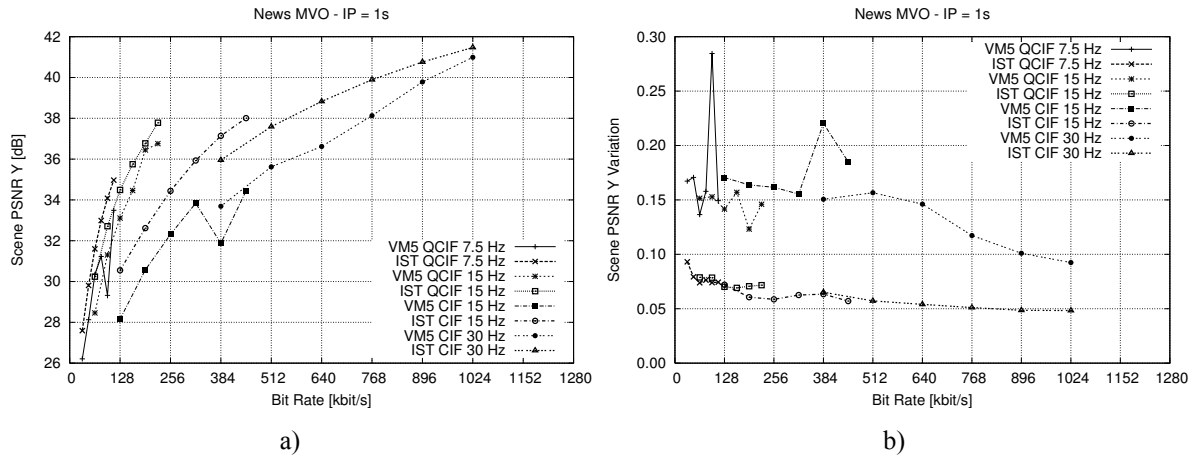 News MVO - IP = 1s
42
40
38
36
34
32
30
28
26
Scene PSNR Y [dB]
VM5 QCIF 7.5 Hz
IST QCIF 7.5 Hz
VM5 QCIF 15 Hz
IST QCIF 15 Hz
VM5 CIF 15 Hz
IST CIF 15 Hz
VM5 CIF 30 Hz
IST CIF 30 Hz
0 128 256 384 512 640 768 896 1024 1152 1280
Bit Rate [kbit/s]
a)
News MVO - IP = 1s
0.30
0.25
0.20
0.15
0.10
0.05
0.00
Scene PSNR Y Variation
VM5 QCIF 7.5 Hz
IST QCIF 7.5 Hz
VM5 QCIF 15 Hz
IST QCIF 15 Hz
VM5 CIF 15 Hz
IST CIF 15 Hz
VM5 CIF 30 Hz
IST CIF 30 Hz
0 128 256 384 512 640 768 896 1024 1152 1280
Bit Rate [kbit/s]
b)